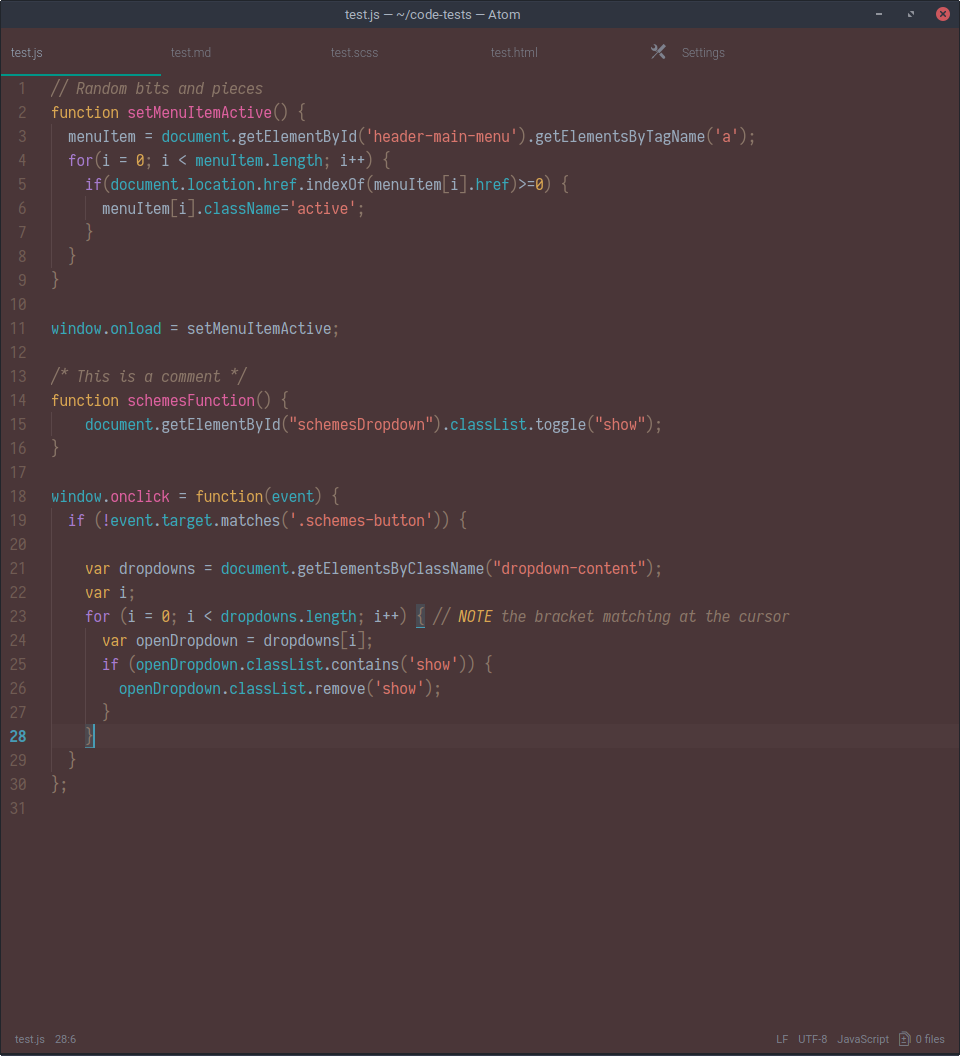 test.js — ~/code-tests — Atom
test.js test.md test.scss test.html Settings
1 // Random bits and pieces
2 function setMenuItemActive() {
3   menuItem = document.getElementById('header-main-menu').getElementsByTagName('a');
4   for(i = 0; i < menuItem.length; i++) {
5     if(document.location.href.indexOf(menuItem[i].href)>=0) {
6       menuItem[i].className='active';
7     }
8   }
9 }
10
11 window.onload = setMenuItemActive;
12
13 /* This is a comment */
14 function schemesFunction() {
15     document.getElementById("schemesDropdown").classList.toggle("show");
16 }
17
18 window.onclick = function(event) {
19   if (!event.target.matches('.schemes-button')) {
20
21     var dropdowns = document.getElementsByClassName("dropdown-content");
22     var i;
23     for (i = 0; i < dropdowns.length; i++) { // NOTE the bracket matching at the cursor
24       var openDropdown = dropdowns[i];
25       if (openDropdown.classList.contains('show')) {
26         openDropdown.classList.remove('show');
27       }
28     }
29   }
30 };
31
test.js 28:6 LF UTF-8 JavaScript 0 files